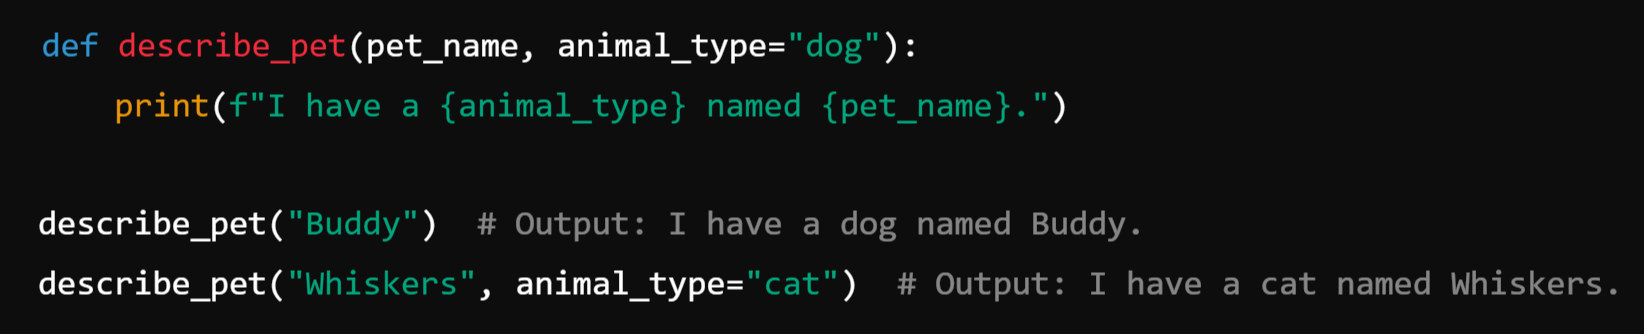 def describe_pet(pet_name, animal_type="dog"):
    print(f"I have a {animal_type} named {pet_name}.")
describe_pet("Buddy")  # Output: I have a dog named Buddy.
describe_pet("Whiskers", animal_type="cat")  # Output: I have a cat named Whiskers.